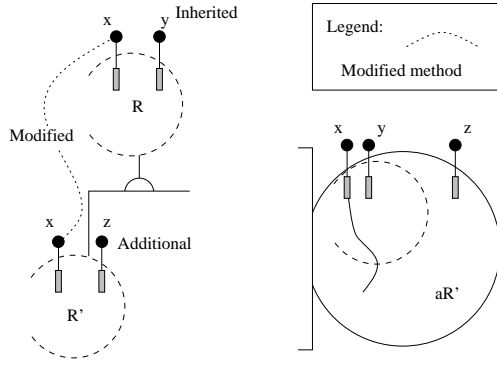 x
y
Inherited
R
Modified
x
z
Additional
R'
Legend:
Modified method
x
y
z
aR'